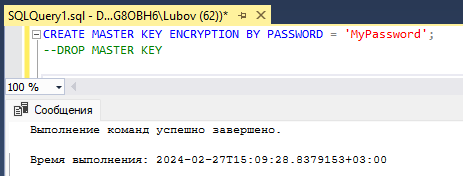 SQLQuery1.sql - D...G8OBH6\Lubov (62))*
CREATE MASTER KEY ENCRYPTION BY PASSWORD = 'MyPassword';
--DROP MASTER KEY
100 %
Сообщения
Выполнение команд успешно завершено.
Время выполнения: 2024-02-27T15:09:28.8379153+03:00